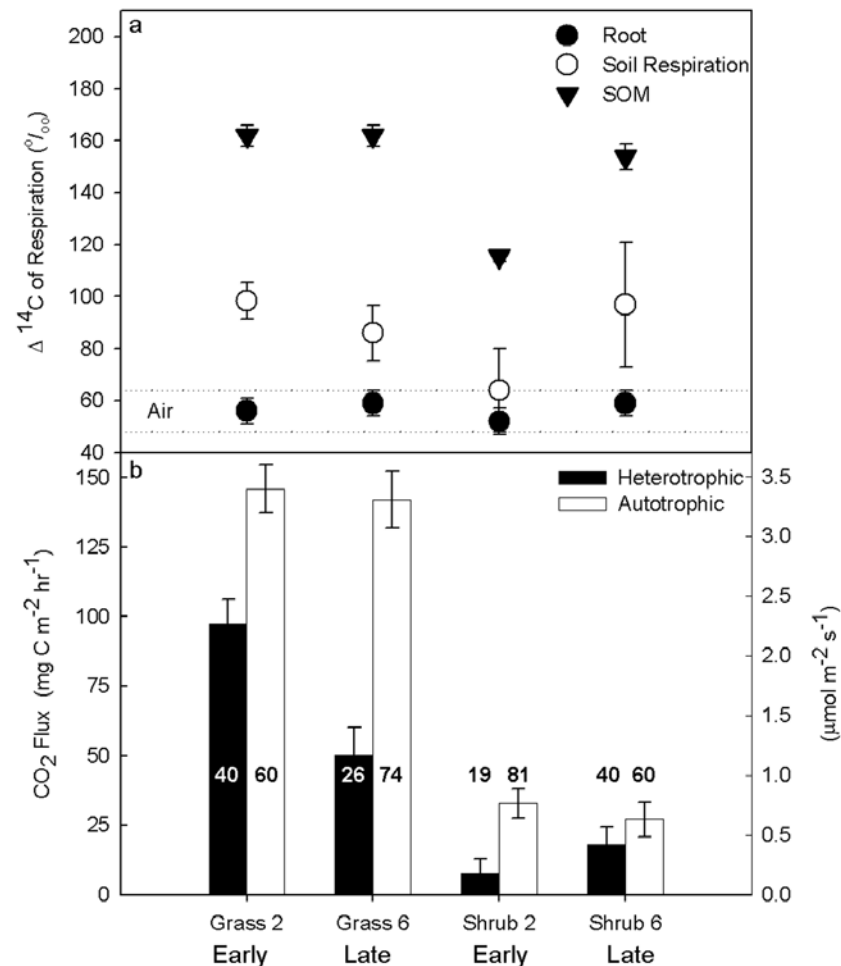 a
Root
Soil Respiration
SOM
200
180
160
140
120
100
80
60
40
Δ 14C of Respiration (o/oo)
Air
b
Heterotrophic
Autotrophic
150
125
100
75
50
25
0
CO2 Flux (mg C m-2 hr-1)
3.5
3.0
2.5
2.0
1.5
1.0
0.5
0.0
(μmol m-2 s-1)
40 60 26 74 19 81 40 60
Grass 2 Grass 6 Shrub 2 Shrub 6
Early Late Early Late